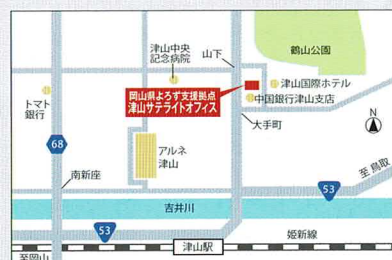 津山中央
記念病院
山下
鶴山公園
岡山県よろず支援拠点
津山サテライトオフィス
津山国際ホテル
中国銀行津山支店
トマト
銀行
大手町
N
68
アルネ
津山
南新座
至鳥取
53
吉井川
53
姫新線
津山駅
至岡山